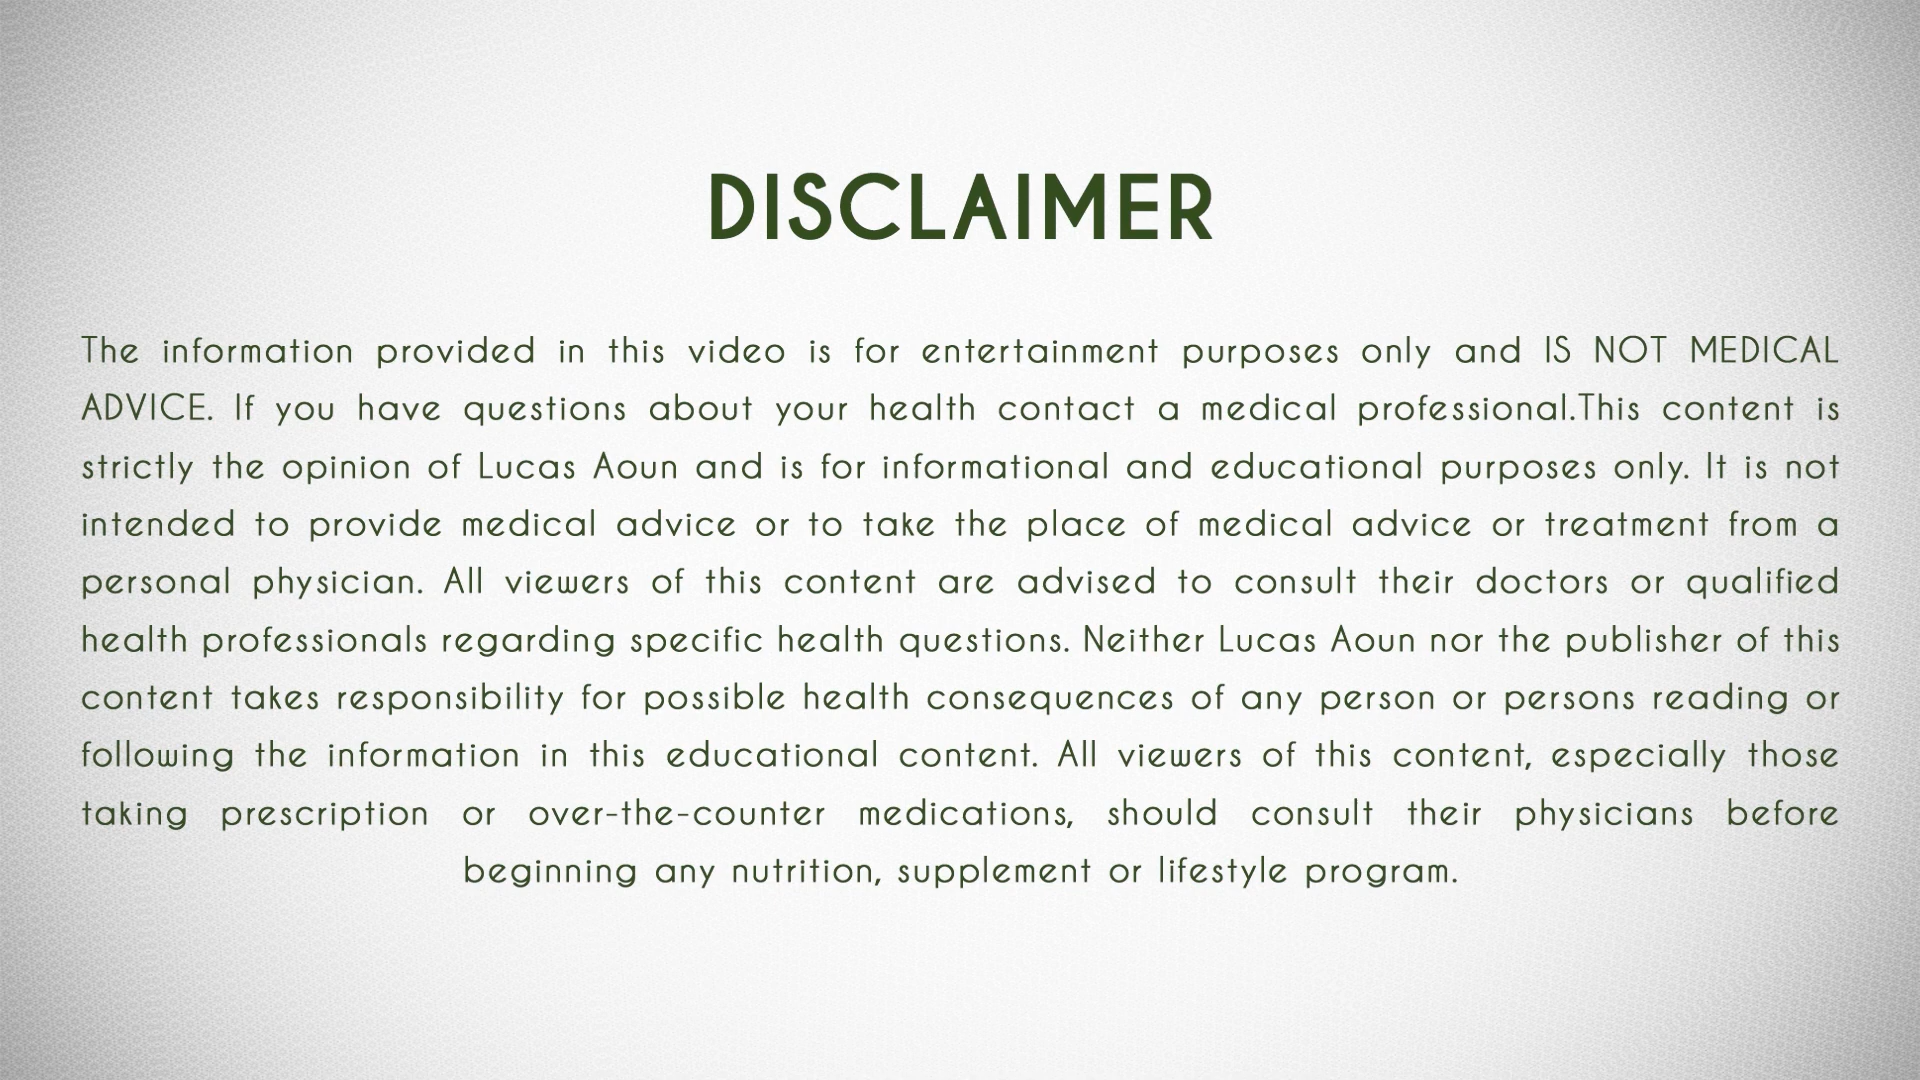 DISCLAIMER
The information provided in this video is for entertainment purposes only and IS NOT MEDICAL
ADVICE. If you have questions about your health contact a medical professional.This content is
strictly the opinion of Lucas Aoun and is for informational and educational purposes only. It is not
intended to provide medical advice or to take the place of medical advice or treatment from a
personal physician. All viewers of this content are advised to consult their doctors or qualified
health professionals regarding specific health questions. Neither Lucas Aoun nor the publisher of this
content takes responsibility for possible health consequences of any person or persons reading or
following the information in this educational content. All viewers of this content, especially those
taking prescription or over-the-counter medications, should consult their physicians before
beginning any nutrition, supplement or lifestyle program.